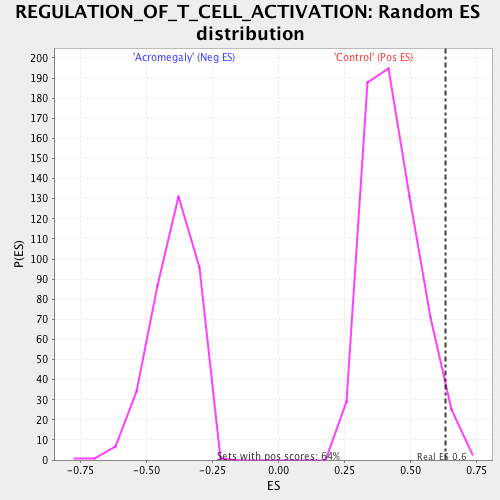 REGULATION_OF_T_CELL_ACTIVATION: Random ES
distribution
'Acromegaly' (Neg ES) 'Control' (Pos ES)
200
190
180
170
160
150
140
130
120
110
100
90
80
70
60
50
40
30
20
10
0
P(ES)
Sets with pos scores: 64%
Real ES 0.6
-0.75 -0.50 -0.25 0.00 0.25 0.50 0.75
ES